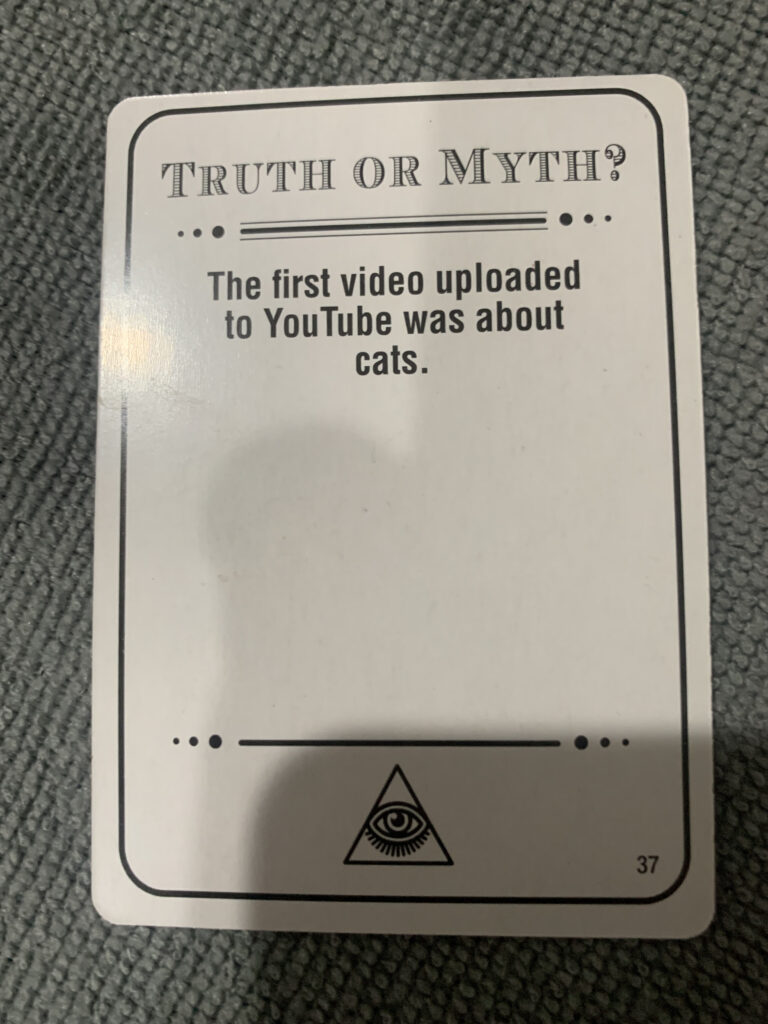 TRUTH OR MYTH?
The first video uploaded
to YouTube was about
cats.
37